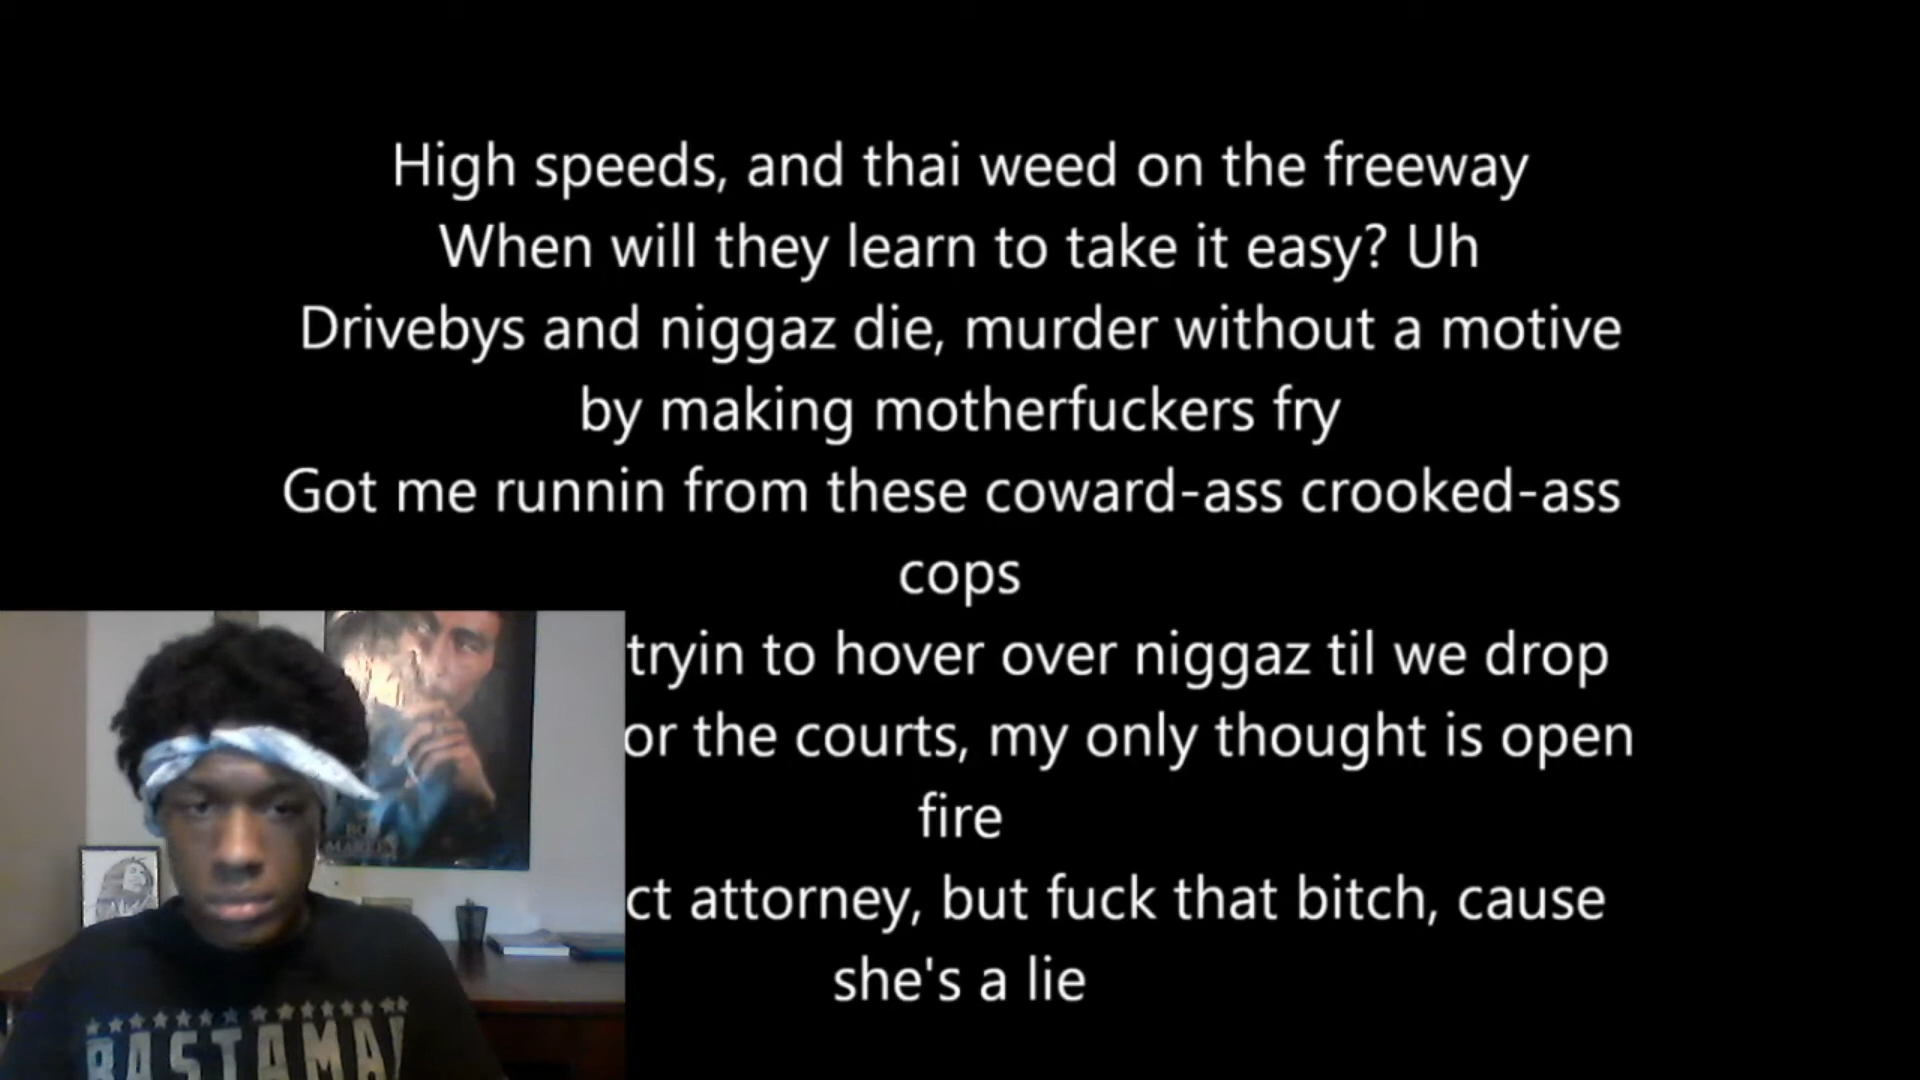 High speeds, and thai weed on the freeway
When will they learn to take it easy? Uh
Drivebys and niggaz die, murder without a motive
by making motherfuckers fry
Got me runnin from these coward-ass crooked-ass
cops
tryin to hover over niggaz til we drop
or the courts, my only thought is open
fire
ct attorney, but fuck that bitch, cause
she's a lie
BOB
MARLEY
RASTAMAN